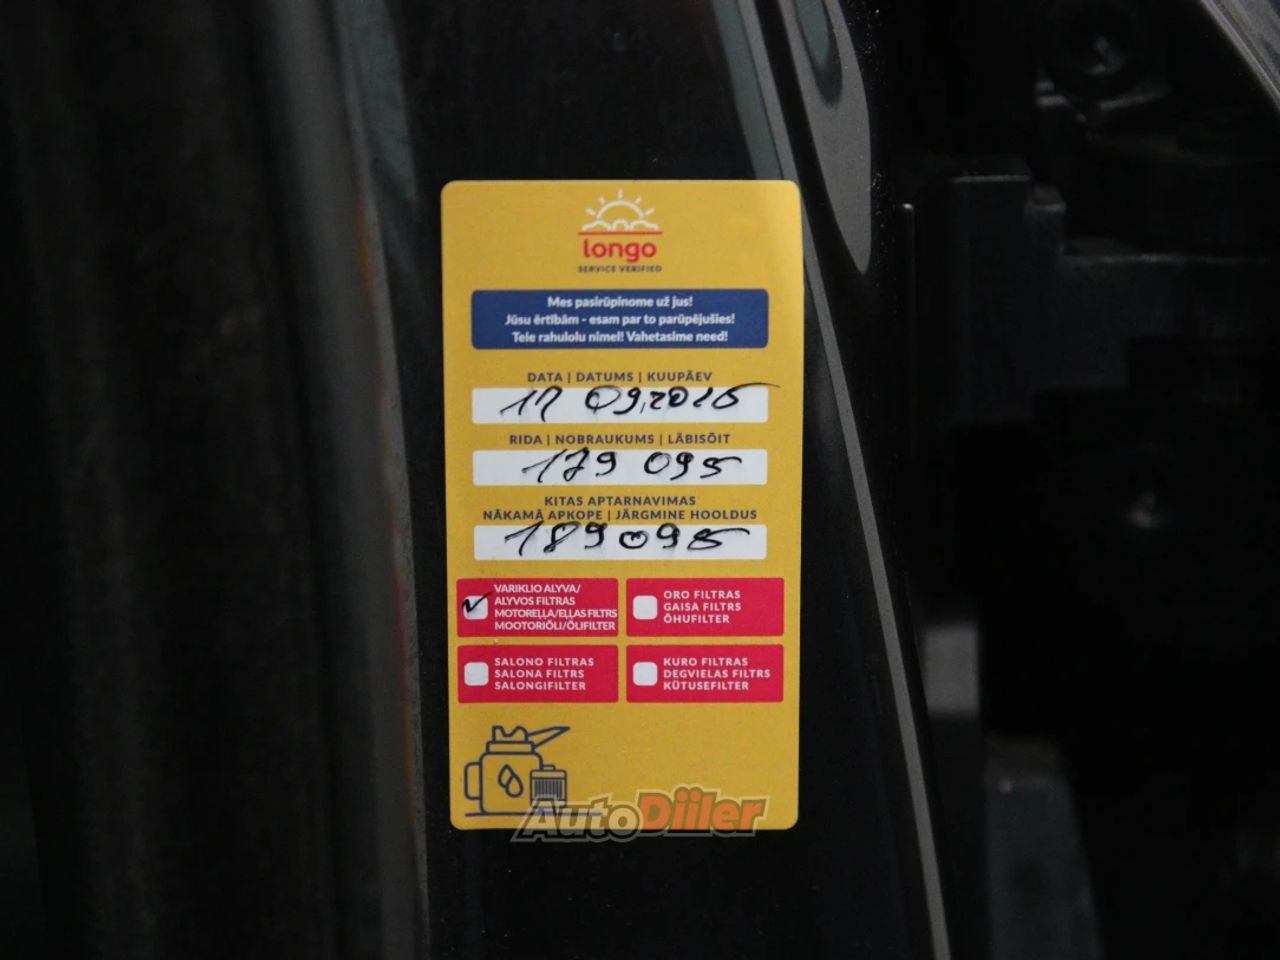 longo
SERVICE VERIFIED
Mes pasirūpinome už jus!
Jūsu ērtībām - esam par to parūpējušies!
Teie rahulolu nimel! Vahetasime need!
DATA | DATUMS | KUUPÄEV
09.2025
RIDA | NOBRAUKUMS | LÄBISÕIT
179 095
KITAS APTARNAVIMAS
NĀKAMĀ APKOPE | JÄRGMINE HOOLDUS
189095
VARIKLIO ALYVA/
ALYVOS FILTRAS
MOTOREĻĻA/EĻĻAS FILTRS
MOOTORIÕLI/ÕLIFILTER
ORO FILTRAS
GAISA FILTRS
ÕHUFILTER
SALONO FILTRAS
SALONA FILTRS
SALONGIFILTER
KURO FILTRAS
DEGVIELAS FILTRS
KÜTUSEFILTER
AutoDiiler